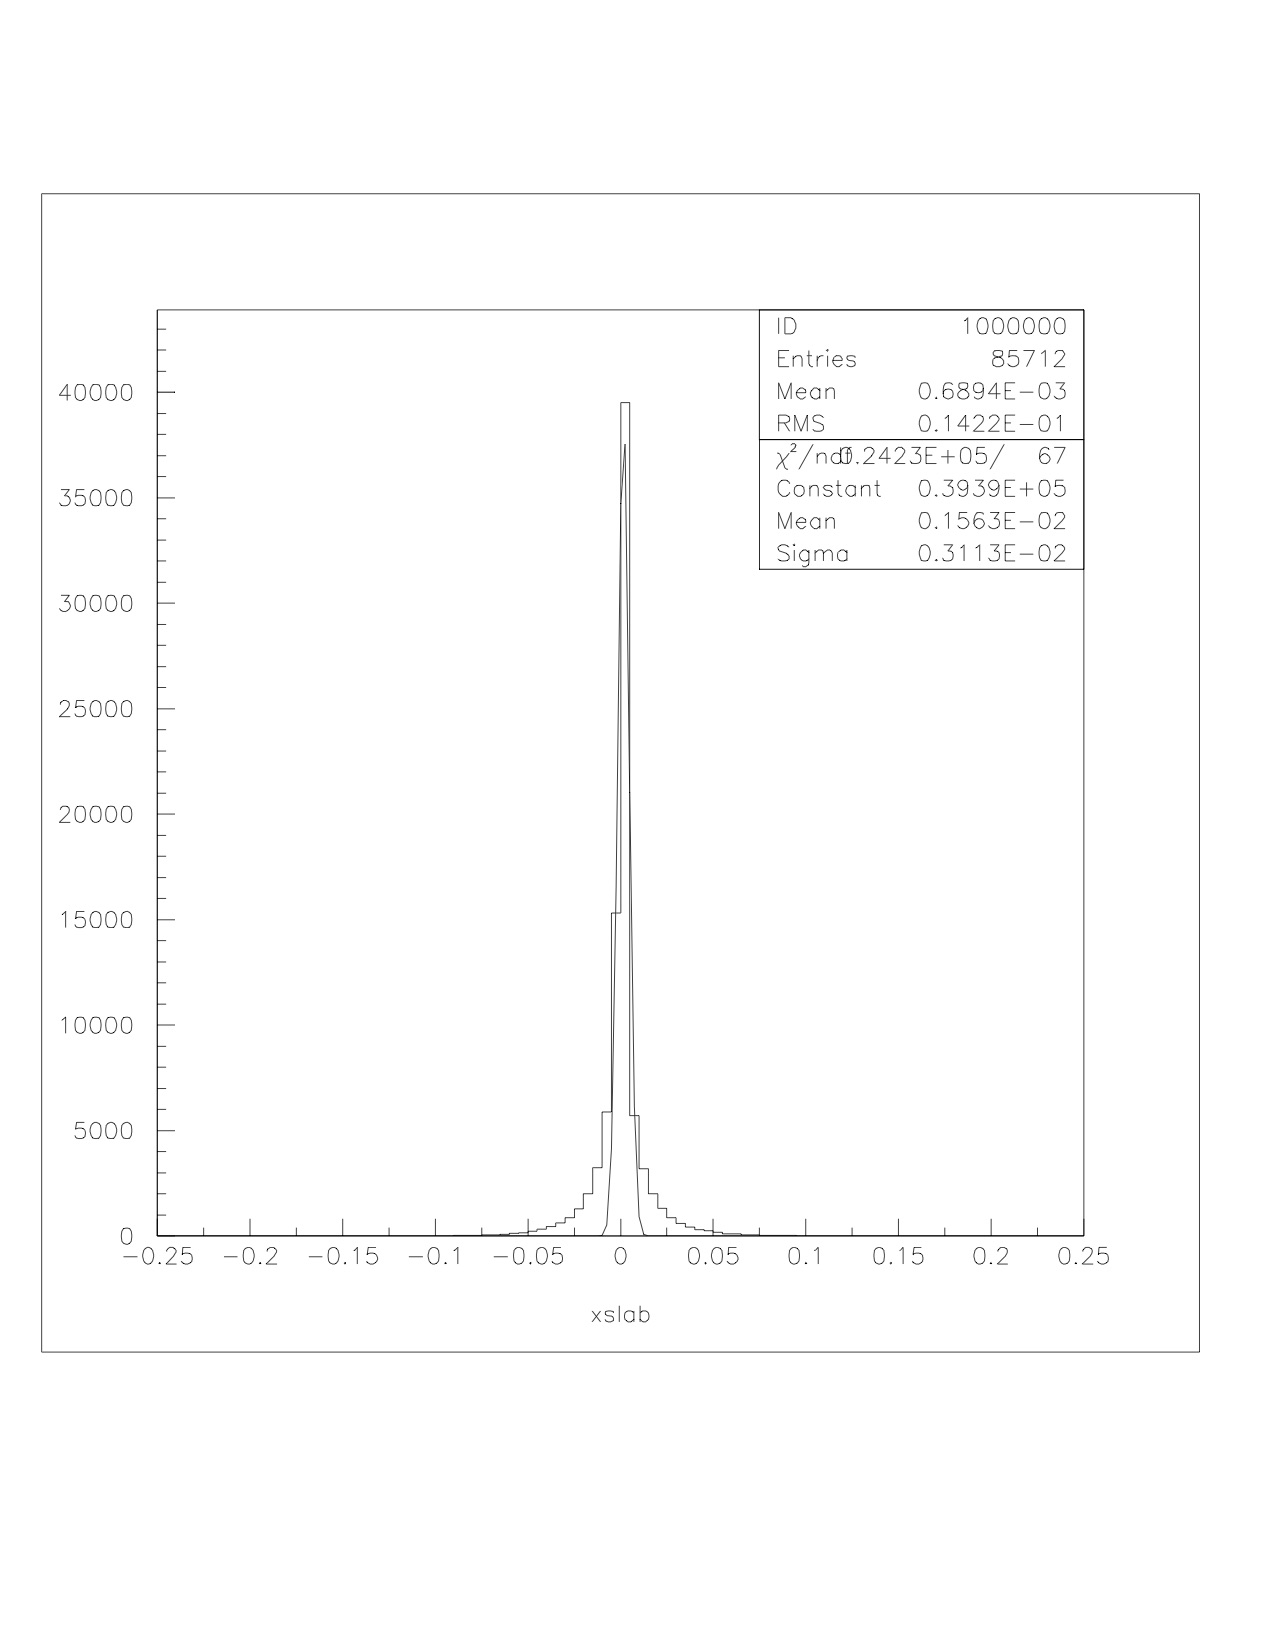 ID 1000000
Entries 85712
Mean 0.6894E−03
RMS 0.1422E−01
χ²/ndf 0.2423E+05/ 67
Constant 0.3939E+05
Mean 0.1563E−02
Sigma 0.3113E−02
40000
35000
30000
25000
20000
15000
10000
5000
0
−0.25 −0.2 −0.15 −0.1 −0.05 0 0.05 0.1 0.15 0.2 0.25
xslab